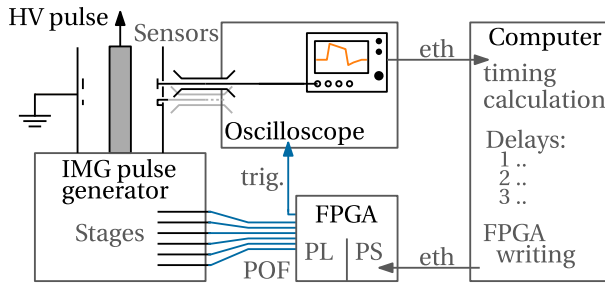 HV pulse
Sensors
Oscilloscope
eth
Computer
timing
calculation
Delays:
1 ..
2 ..
3 ..
FPGA
writing
IMG pulse
generator
Stages
trig.
POF
FPGA
PL
PS
eth